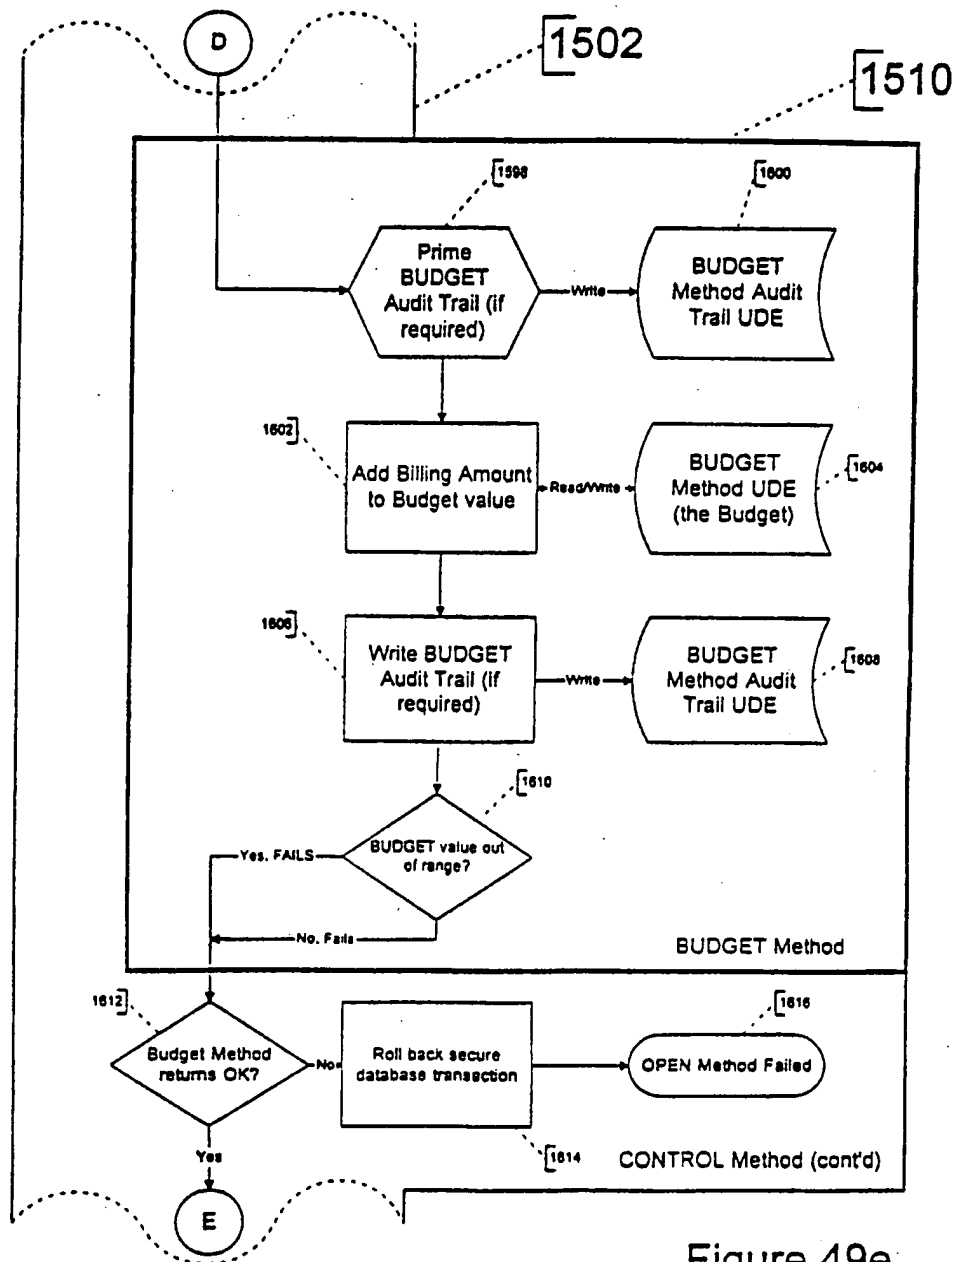 D
1502
1510
1598
1600
Prime
BUDGET
Audit Trail (if
required)
Write
BUDGET
Method Audit
Trail UDE
1602
Add Billing Amount
to Budget value
Read/Write
BUDGET
Method UDE
(the Budget)
1604
1606
Write BUDGET
Audit Trail (if
required)
Write
BUDGET
Method Audit
Trail UDE
1608
1610
BUDGET value out
of range?
Yes, FAILS
No, Fails
BUDGET Method
1612
Budget Method
returns OK?
No
Roll back secure
database transection
1614
1616
OPEN Method Failed
CONTROL Method (cont'd)
Yes
E
Figure 49e